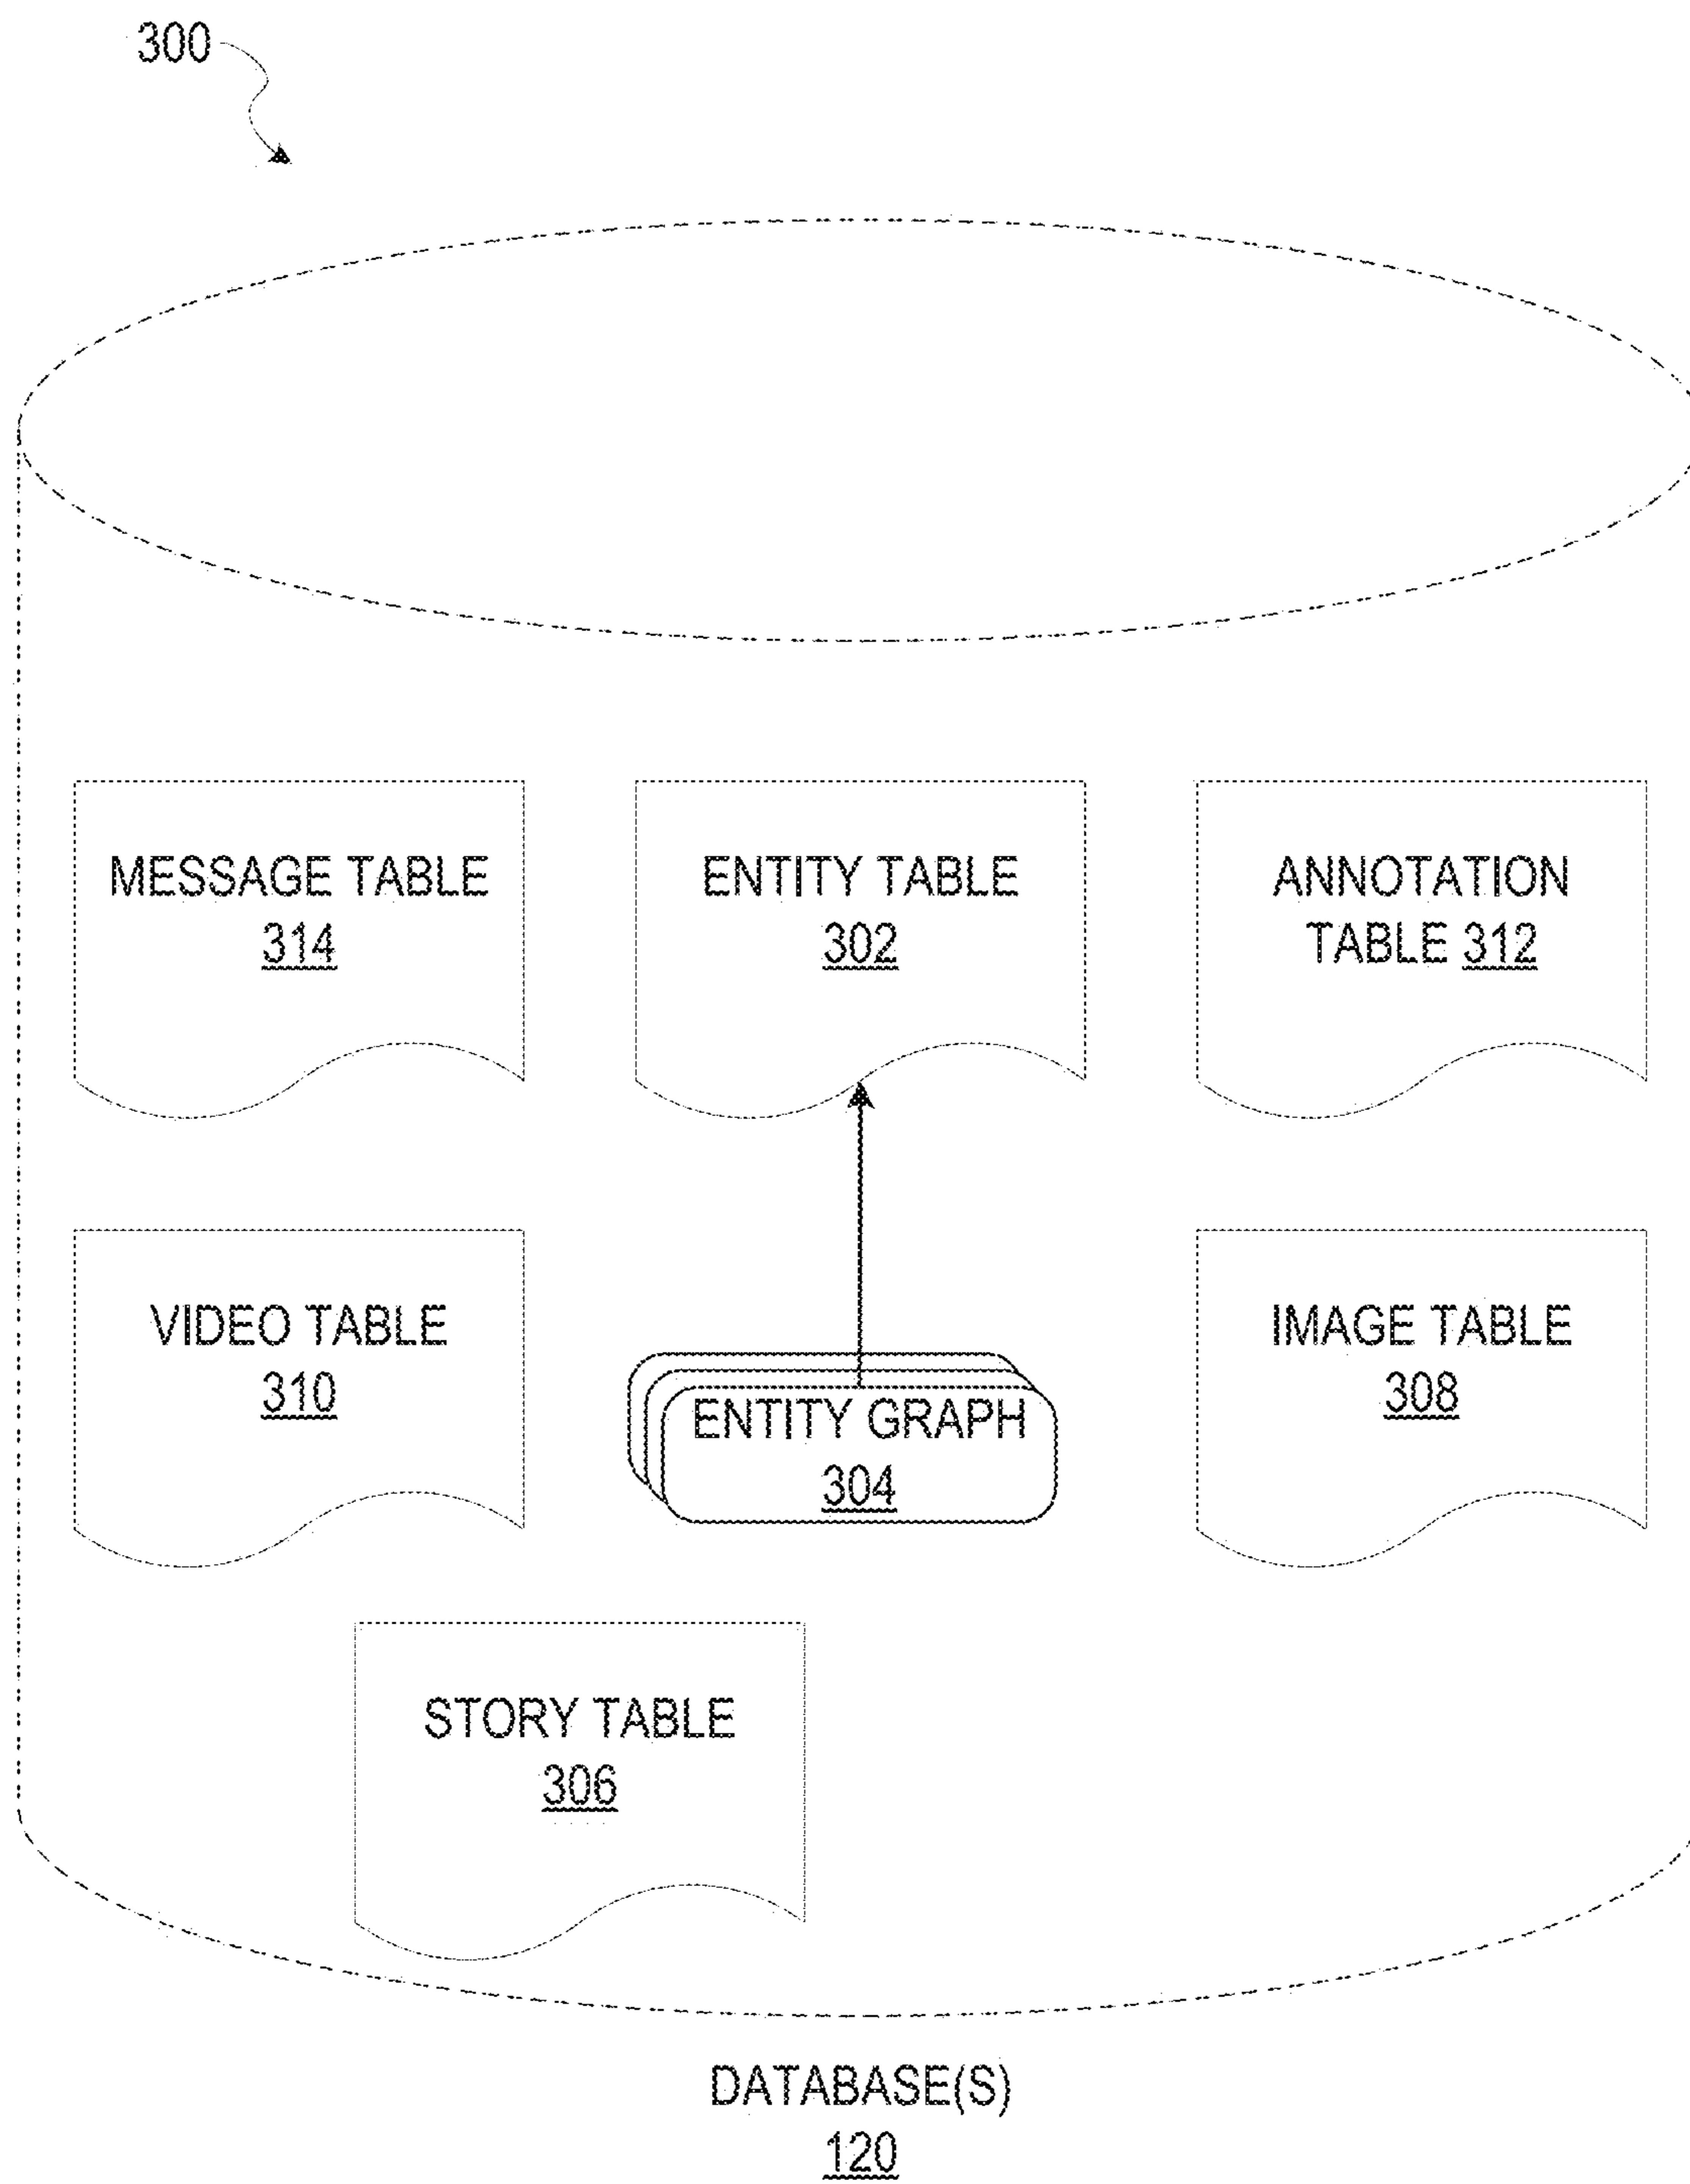 300
MESSAGE TABLE
314
ENTITY TABLE
302
ANNOTATION
TABLE 312
VIDEO TABLE
310
ENTITY GRAPH
304
IMAGE TABLE
308
STORY TABLE
306
DATABASE(S)
120